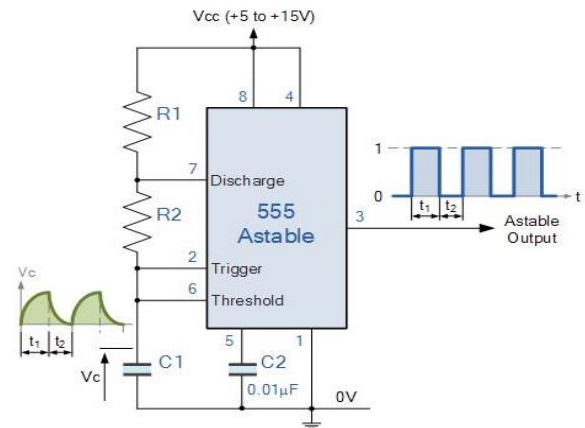 Vcc (+5 to +15V)
8 4
R1
7
Discharge
1
0
t₁ t₂
t
R2
555
Astable
3
Astable
Output
2
Trigger
6
Threshold
Vc
t₁ t₂
Vc
C1
5
C2
0.01µF
1
0V